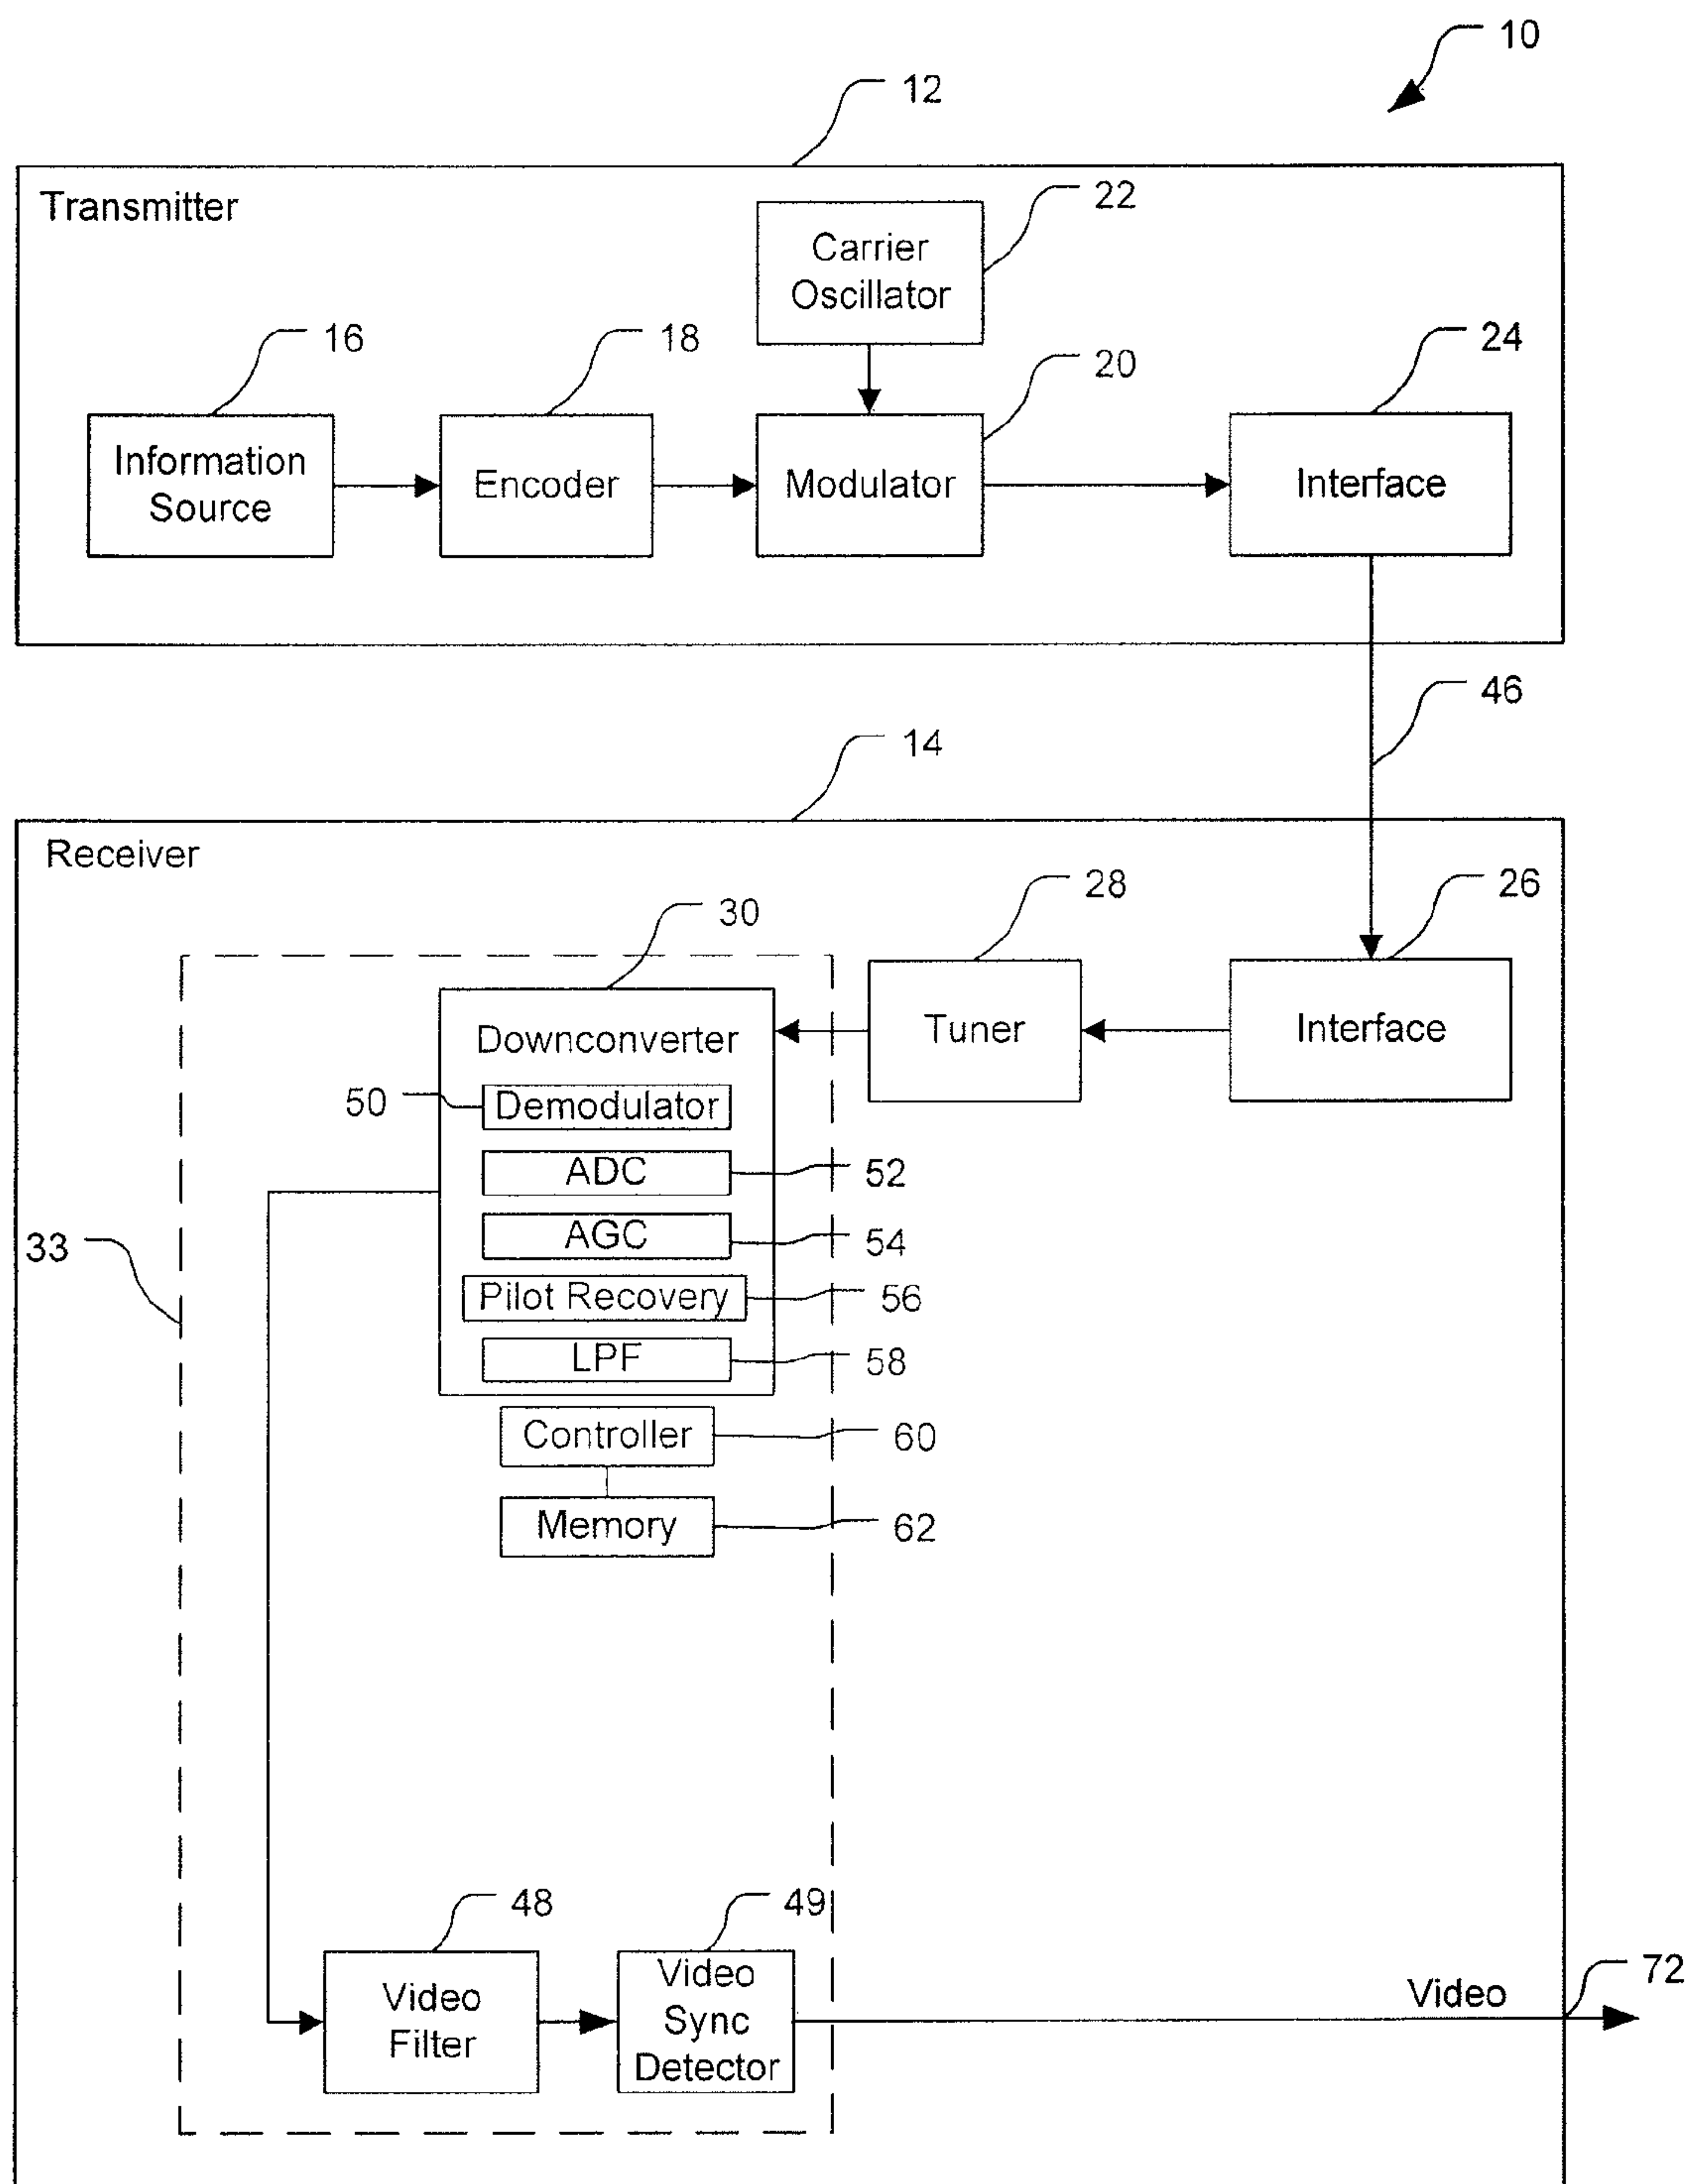 10
12
Transmitter
22
Carrier
Oscillator
16
18
20
24
Information
Source
Encoder
Modulator
Interface
46
14
Receiver
30
28
26
Downconverter
Tuner
Interface
50
Demodulator
ADC
52
33
AGC
54
Pilot Recovery
56
LPF
58
Controller
60
Memory
62
48
49
Video
Filter
Video
Sync
Detector
Video
72